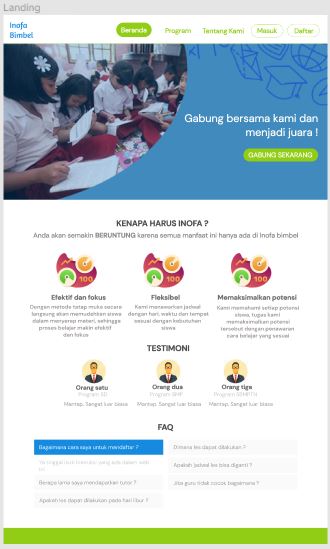 Landing
Inofa
Bimbel
Beranda
Program
Tentang Kami
Masuk
Daftar
Gabung bersama kami dan
menjadi juara !
GABUNG SEKARANG
KENAPA HARUS INOFA ?
Anda akan semakin BERUNTUNG karena semua manfaat ini hanya ada di Inofa bimbel
100
100
100
Efektif dan fokus
Dengan metode tatap muka secara
langsung akan memudahkan siswa
dalam menyerap materi, sehingga
proses belajar makin efektif
dan fokus
Fleksibel
Kami menawarkan jadwal
dengan hari, waktu dan tempat
sesuai dengan kebutuhan
siswa
Memaksimalkan potensi
Kami memahami setiap potensi
siswa, tugas kami
memaksimalkan potensi
tersebut dengan penawaran
cara belajar yang sesuai
TESTIMONI
Orang satu
Program SD
Mantap, Sangat luar biasa
Orang dua
Program SMP
Mantap, Sangat luar biasa
Orang tiga
Program SBMPTN
Mantap, Sangat luar biasa
FAQ
Bagaimana cara saya untuk mendaftar ?
Berapa lama saya mendapatkan tutor ?
Apakah les dapat dilakukan pada hari libur ?
Dimana les dapat dilakukan ?
Apakah jadwal les bisa diganti ?
Jika guru tidak cocok bagaimana ?